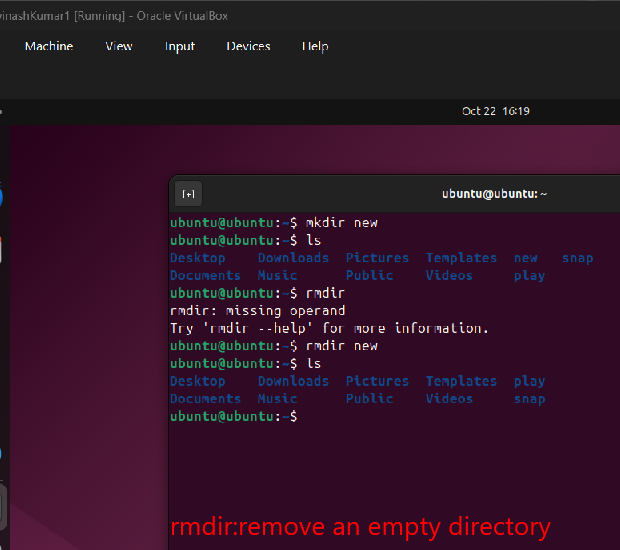 vinashKumar1 [Running] - Oracle VirtualBox
Machine View Input Devices Help
Oct 22 16:19
[+] ubuntu@ubuntu: ~
ubuntu@ubuntu:~$ mkdir new
ubuntu@ubuntu:~$ ls
Desktop Downloads Pictures Templates new snap
Documents Music Public Videos play
ubuntu@ubuntu:~$ rmdir
rmdir: missing operand
Try 'rmdir --help' for more information.
ubuntu@ubuntu:~$ rmdir new
ubuntu@ubuntu:~$ ls
Desktop Downloads Pictures Templates play
Documents Music Public Videos snap
ubuntu@ubuntu:~$
rmdir:remove an empty directory